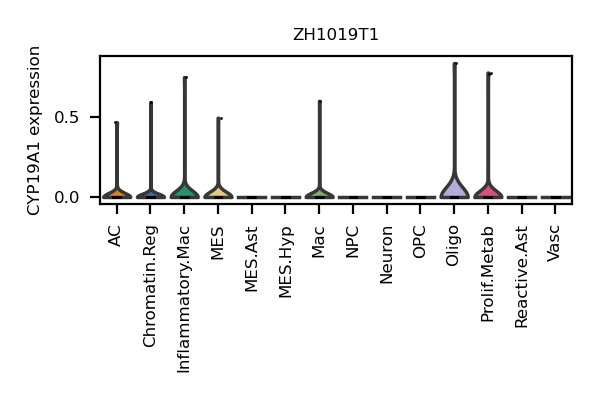 ZH1019T1
CYP19A1 expression
0.5
0.0
AC
Chromatin.Reg
Inflammatory.Mac
MES
MES.Ast
MES.Hyp
Mac
NPC
Neuron
OPC
Oligo
Prolif.Metab
Reactive.Ast
Vasc